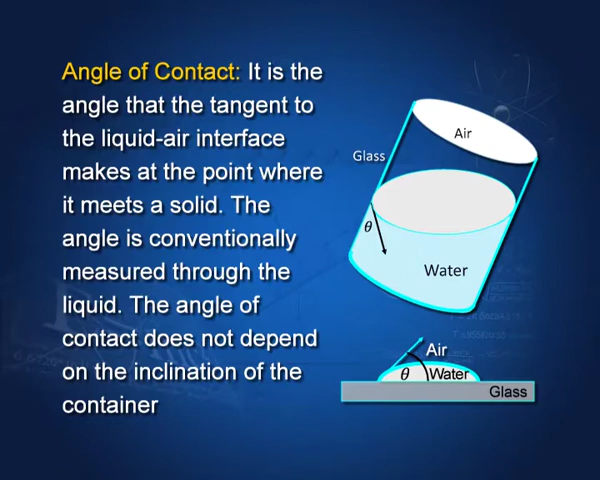 Angle of Contact: It is the
angle that the tangent to
the liquid-air interface
makes at the point where
it meets a solid. The
angle is conventionally
measured through the
liquid. The angle of
contact does not depend
on the inclination of the
container
Air
Glass
θ
Water
Air
θ Water
Glass